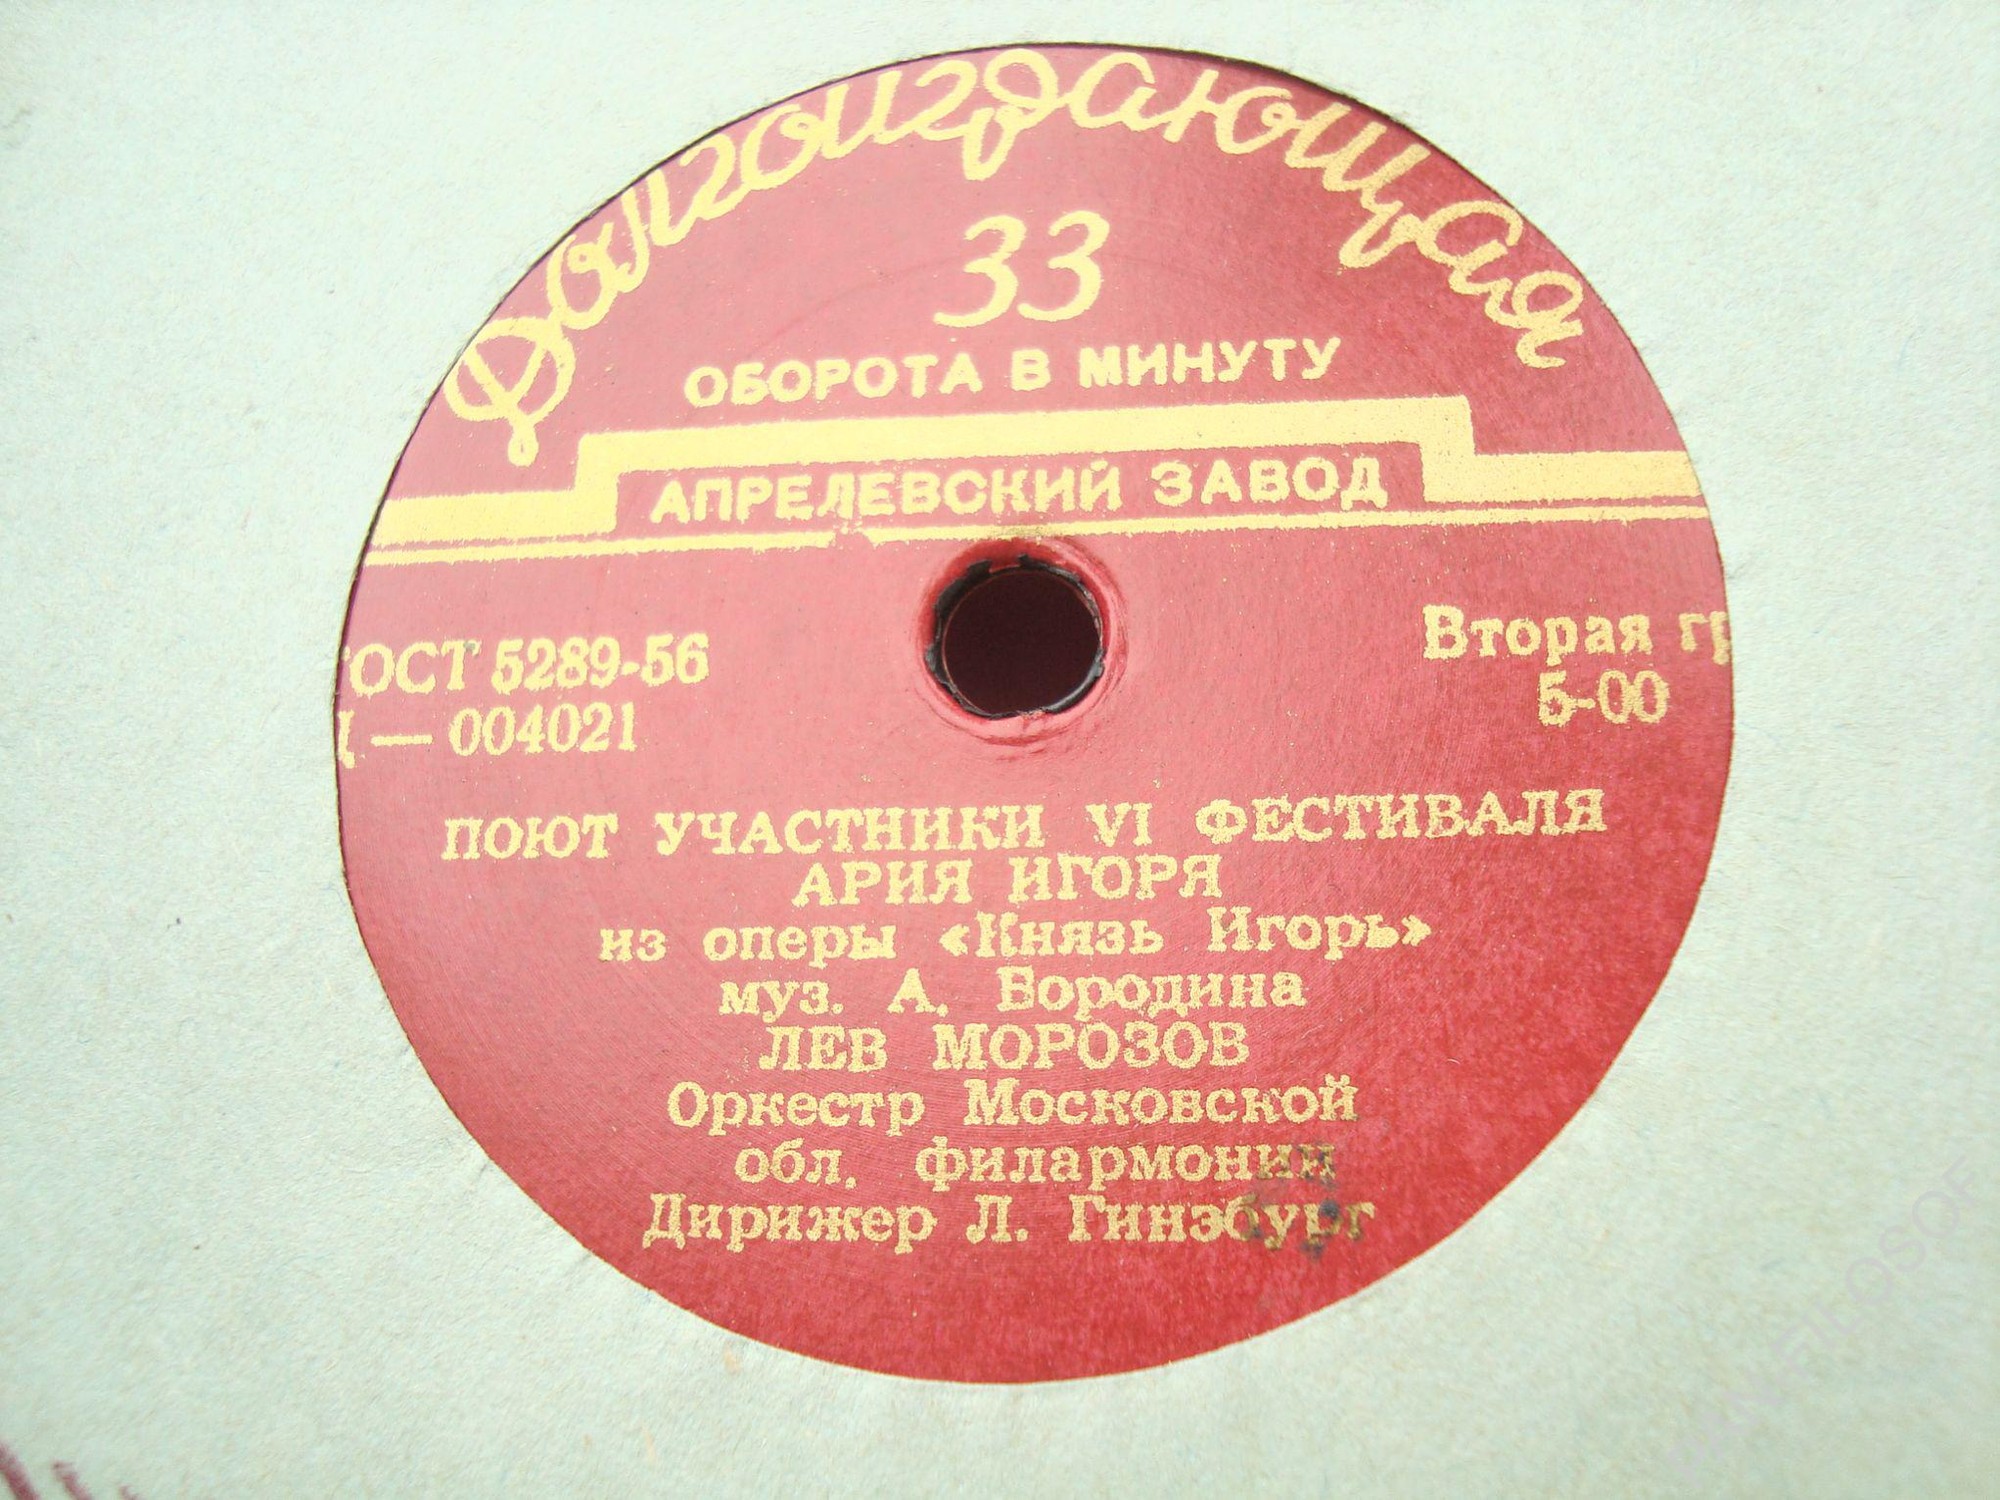 Долгоиграющая
33
ОБОРОТА В МИНУТУ
АПРЕЛЕВСКИЙ ЗАВОД
ОСТ 5289-56
— 004021
Вторая гр
5-00
ПОЮТ УЧАСТНИКИ VI ФЕСТИВАЛЯ
АРИЯ ИГОРЯ
из оперы «Князь Игорь»
муз. А. Бородина
ЛЕВ МОРОЗОВ
Оркестр Московской
обл. филармонии
Дирижер Л. Гинзбург